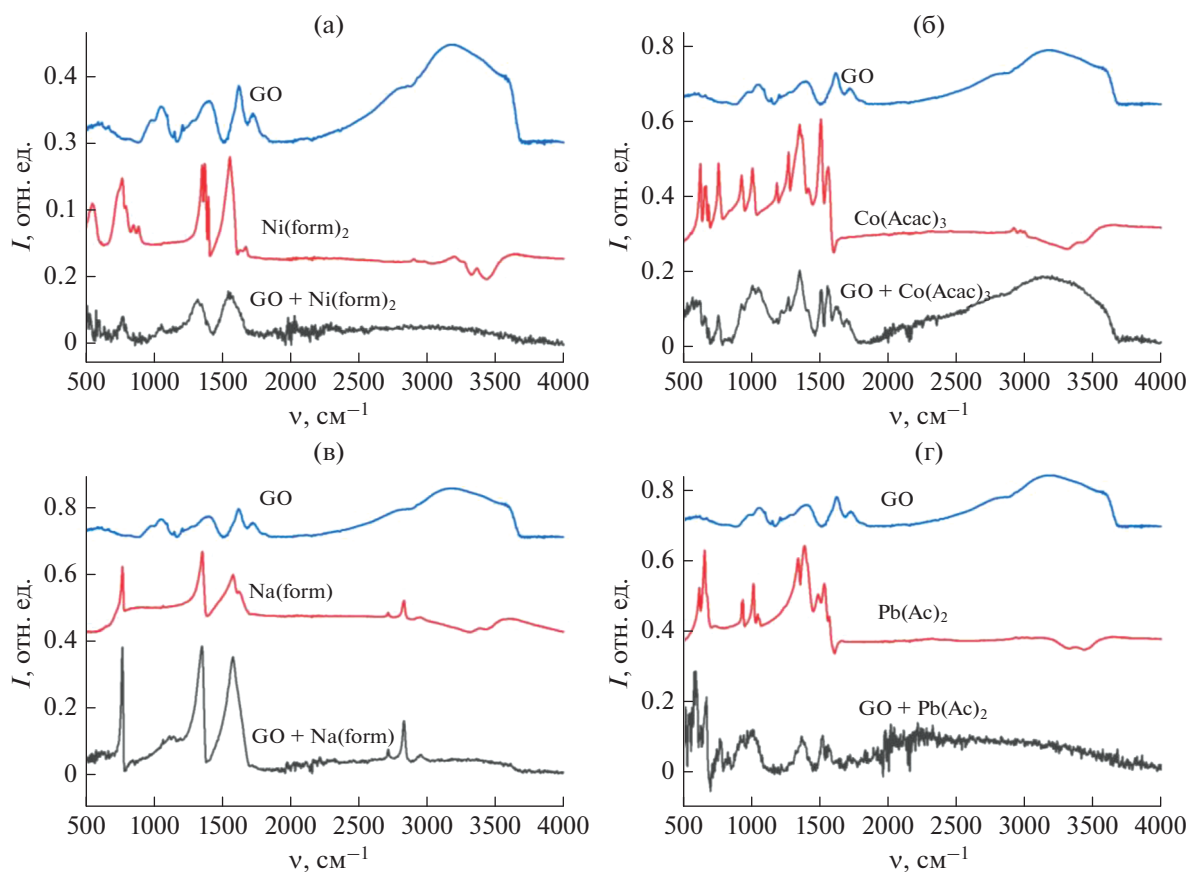 (а)
I, отн. ед.
0.4
0.3
0.1
0.2
0
GO
Ni(form)2
GO + Ni(form)2
500 1000 1500 2000 2500 3000 3500 4000
ν, см−1
(б)
I, отн. ед.
0.8
0.6
0.4
0.2
0
GO
Co(Acac)3
GO + Co(Acac)3
500 1000 1500 2000 2500 3000 3500 4000
ν, см−1
(в)
I, отн. ед.
0.8
0.6
0.4
0.2
0
GO
Na(form)
GO + Na(form)
500 1000 1500 2000 2500 3000 3500 4000
ν, см−1
(г)
I, отн. ед.
0.8
0.6
0.4
0.2
0
GO
Pb(Ac)2
GO + Pb(Ac)2
500 1000 1500 2000 2500 3000 3500 4000
ν, см−1